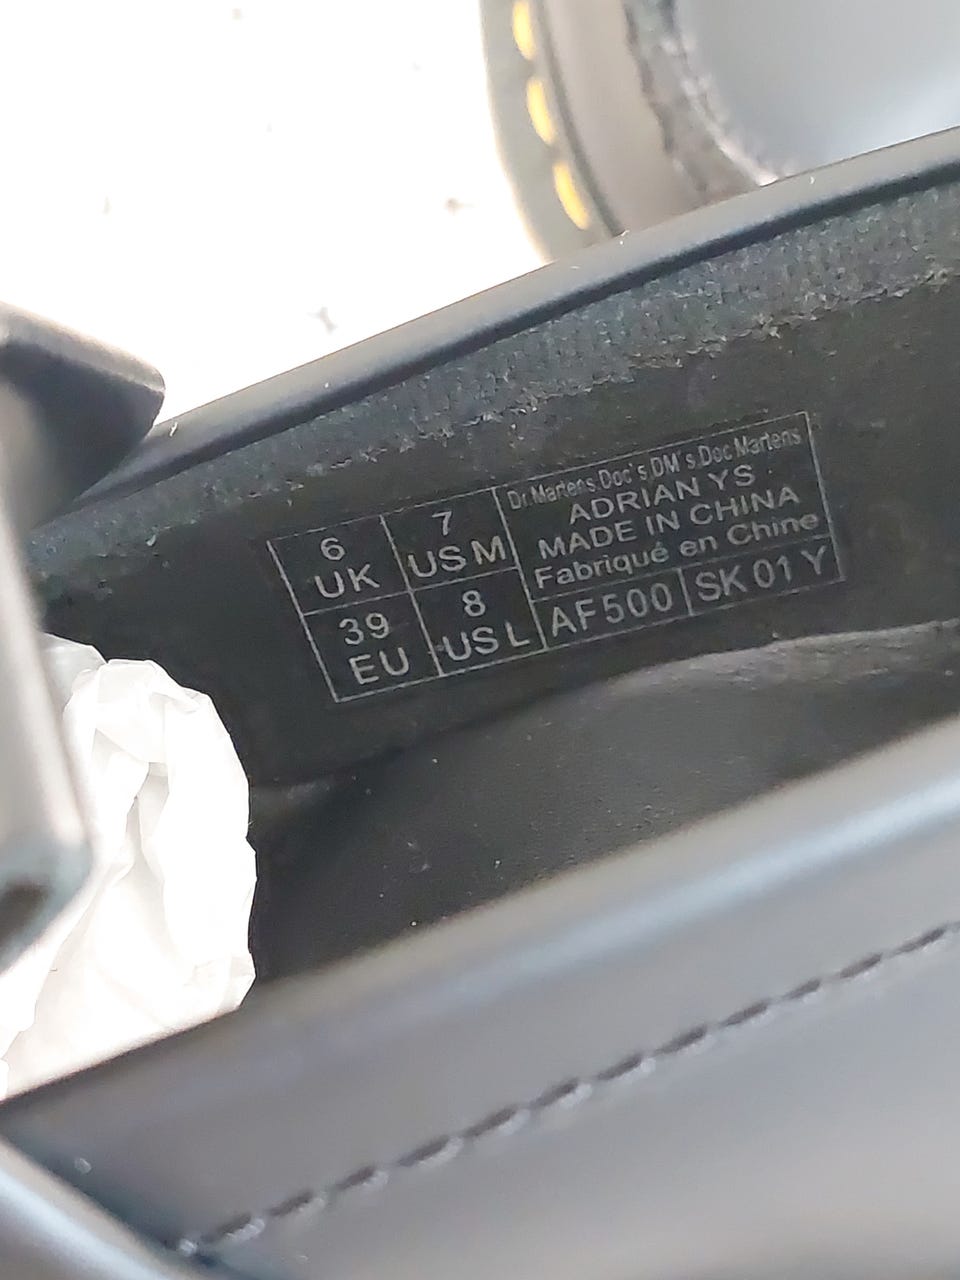 6
UK
7
US M
39
EU
8
US L
Dr. Martens, Doc's, DM's, Doc Martens
ADRIAN YS
MADE IN CHINA
Fabriqué en Chine
AF500
SK 01 Y